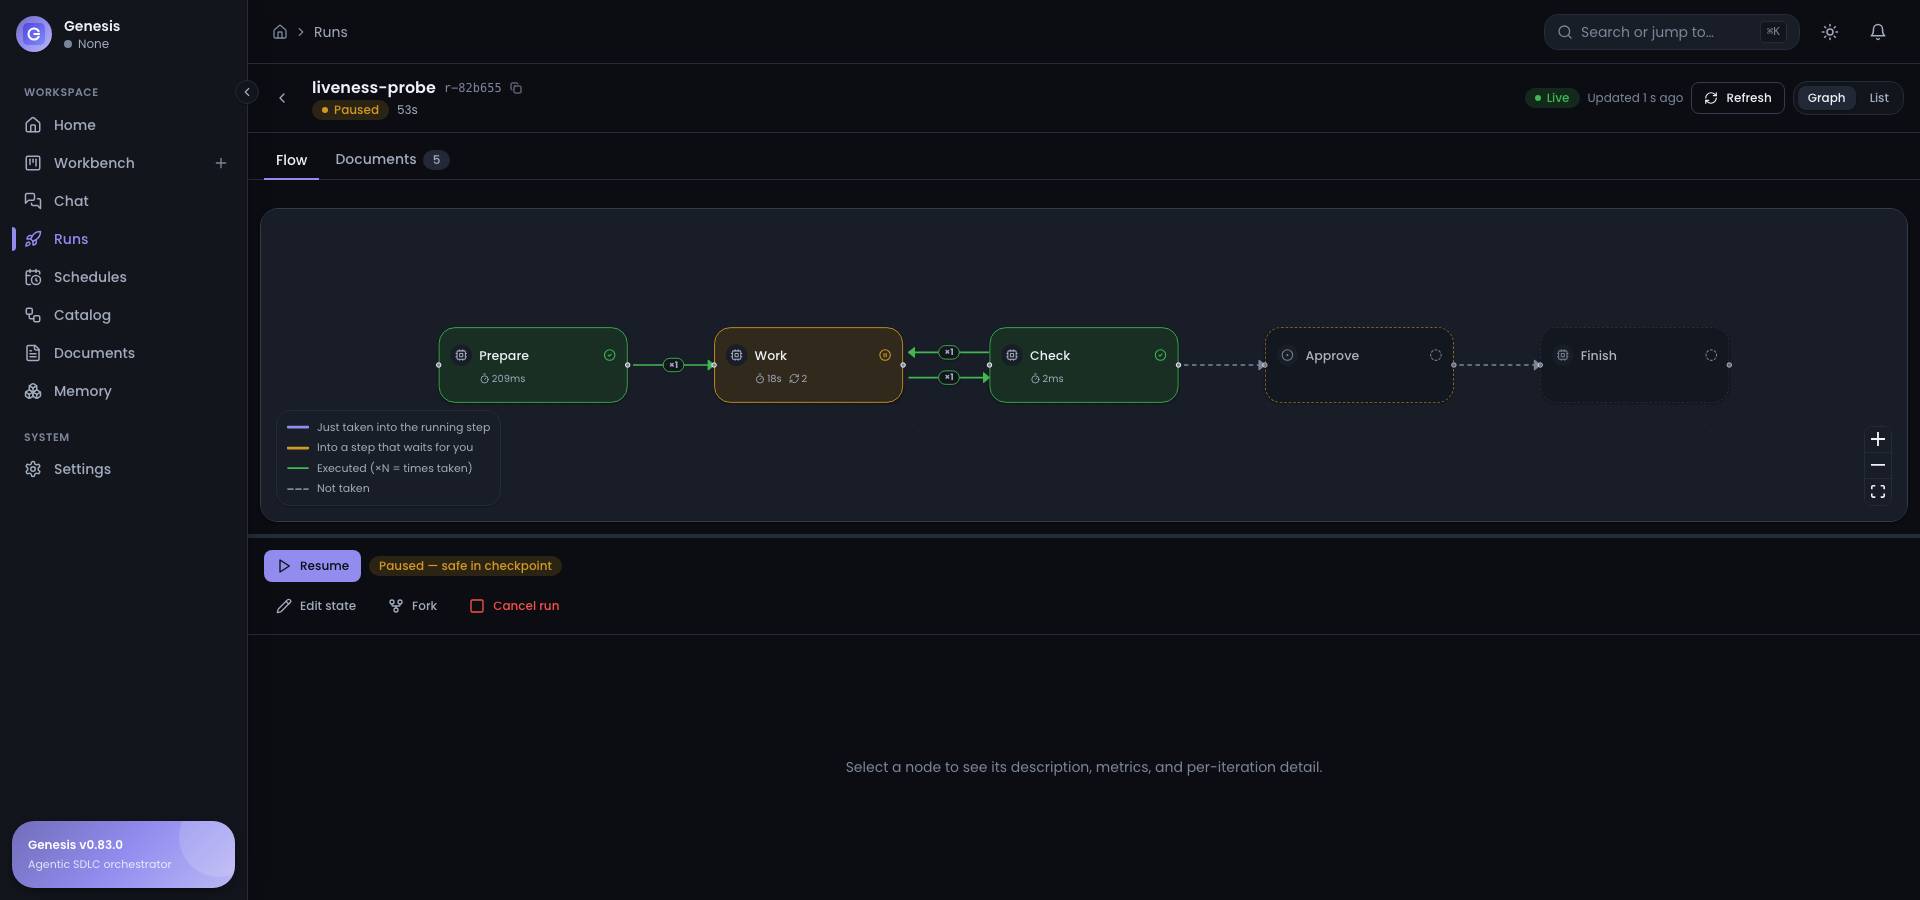 Genesis
None
WORKSPACE
Home
Workbench
Chat
Runs
Schedules
Catalog
Documents
Memory
SYSTEM
Settings
Genesis v0.83.0
Agentic SDLC orchestrator
Runs
Search or jump to...
⌘K
liveness-probe r-82b655
Paused 53s
Live Updated 1 s ago Refresh Graph List
Flow Documents 5
Prepare
209ms
×1
Work
18s 2
×1
×1
Check
2ms
Approve
Finish
Just taken into the running step
Into a step that waits for you
Executed (×N = times taken)
Not taken
Resume Paused — safe in checkpoint
Edit state Fork Cancel run
Select a node to see its description, metrics, and per-iteration detail.